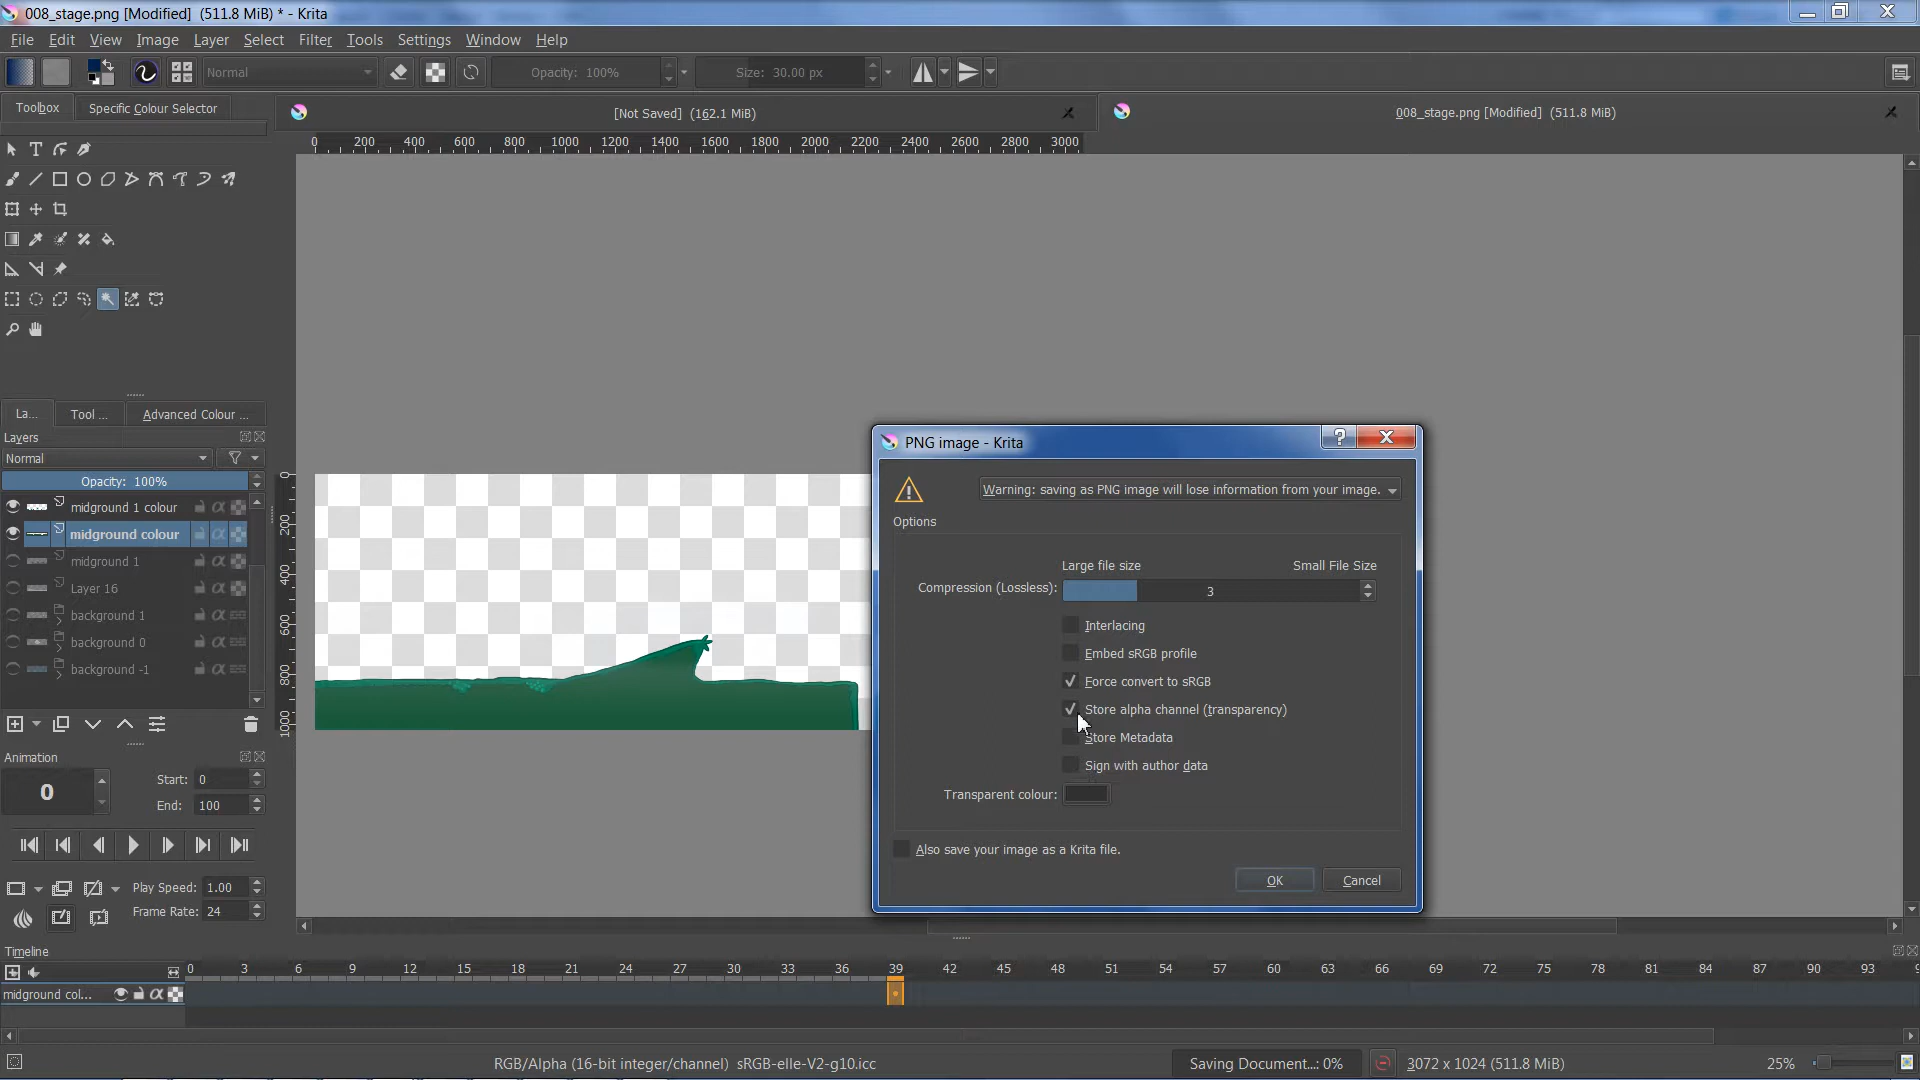 008_stage.png [Modified]  (511.8 MiB) * - Krita
File Edit View Image Layer Select Filter Tools Settings Window Help
Normal Opacity: 100% Size: 30.00 px
Toolbox Specific Colour Selector [Not Saved]  (162.1 MiB) 008_stage.png [Modified]  (511.8 MiB)
0 200 400 600 800 1000 1200 1400 1600 1800 2000 2200 2400 2600 2800 3000
La... Tool ... Advanced Colour ...
Layers
Normal
Opacity:  100%
midground 1 colour
midground colour
midground 1
Layer 16
background 1
background 0
background -1
0
200
400
600
800
1000
PNG image - Krita
Warning: saving as PNG image will lose information from your image.
Options
Large file size Small File Size
Compression (Lossless): 3
Interlacing
Embed sRGB profile
Force convert to sRGB
Store alpha channel (transparency)
Store Metadata
Sign with author data
Transparent colour:
Also save your image as a Krita file.
OK Cancel
Animation
0 Start: 0
End: 100
Play Speed: 1.00
Frame Rate: 24
Timeline
0 3 6 9 12 15 18 21 24 27 30 33 36 39 42 45 48 51 54 57 60 63 66 69 72 75 78 81 84 87 90 93
midground col...
RGB/Alpha (16-bit integer/channel)  sRGB-elle-V2-g10.icc Saving Document...: 0% 3072 x 1024 (511.8 MiB) 25%